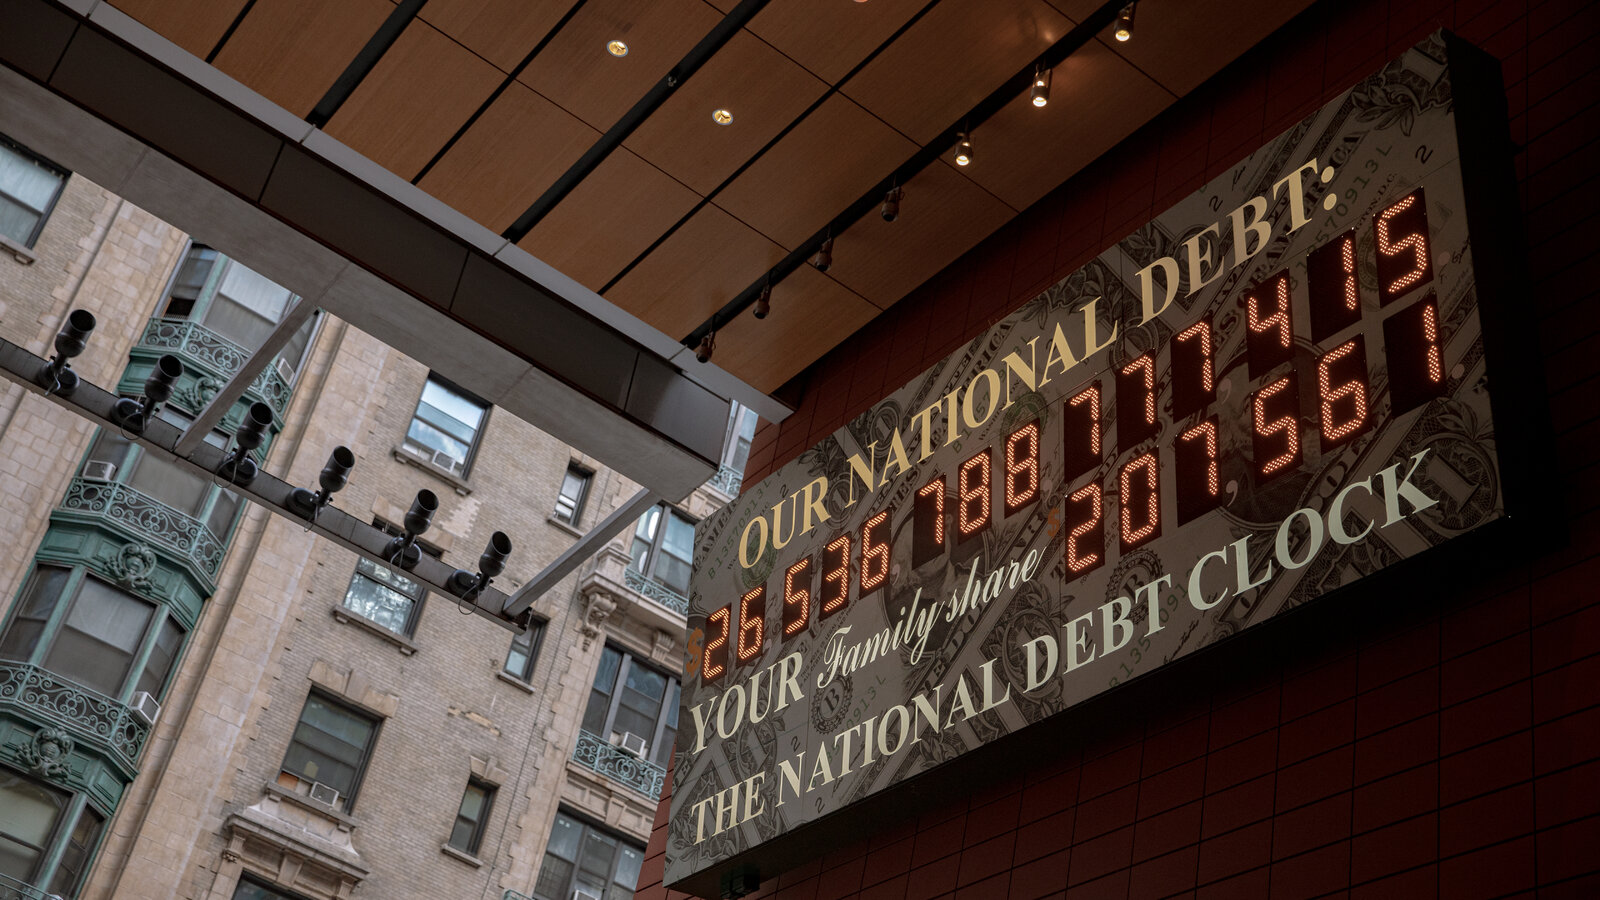 OUR NATIONAL DEBT:
$26,536,788,777,415
YOUR Family share $207,561
THE NATIONAL DEBT CLOCK